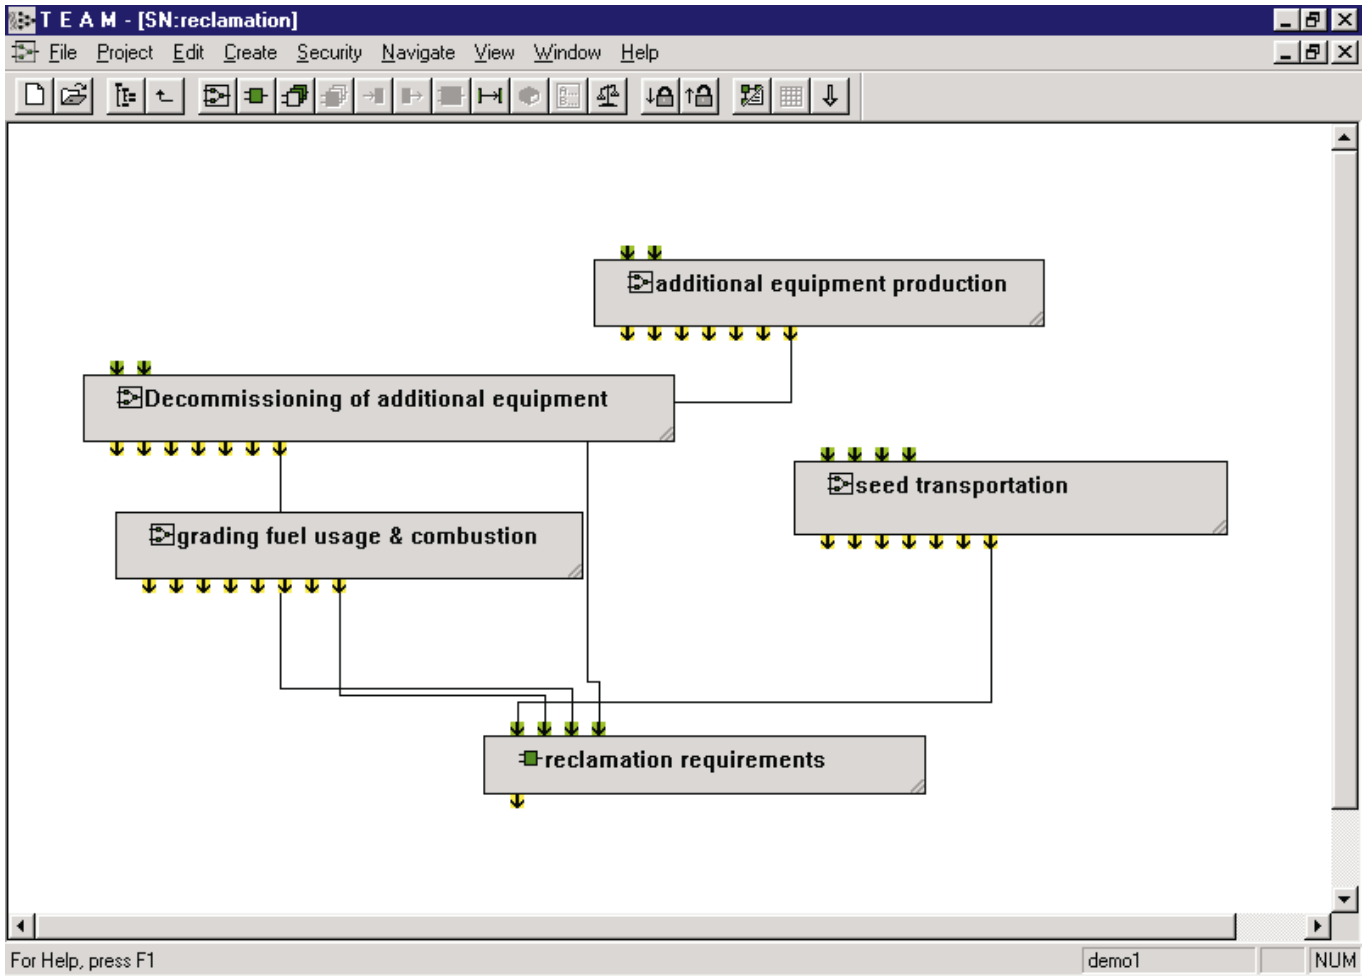 T E A M - [SN:reclamation]
File Project Edit Create Security Navigate View Window Help
additional equipment production
Decommissioning of additional equipment
seed transportation
grading fuel usage & combustion
reclamation requirements
For Help, press F1 demo1 NUM